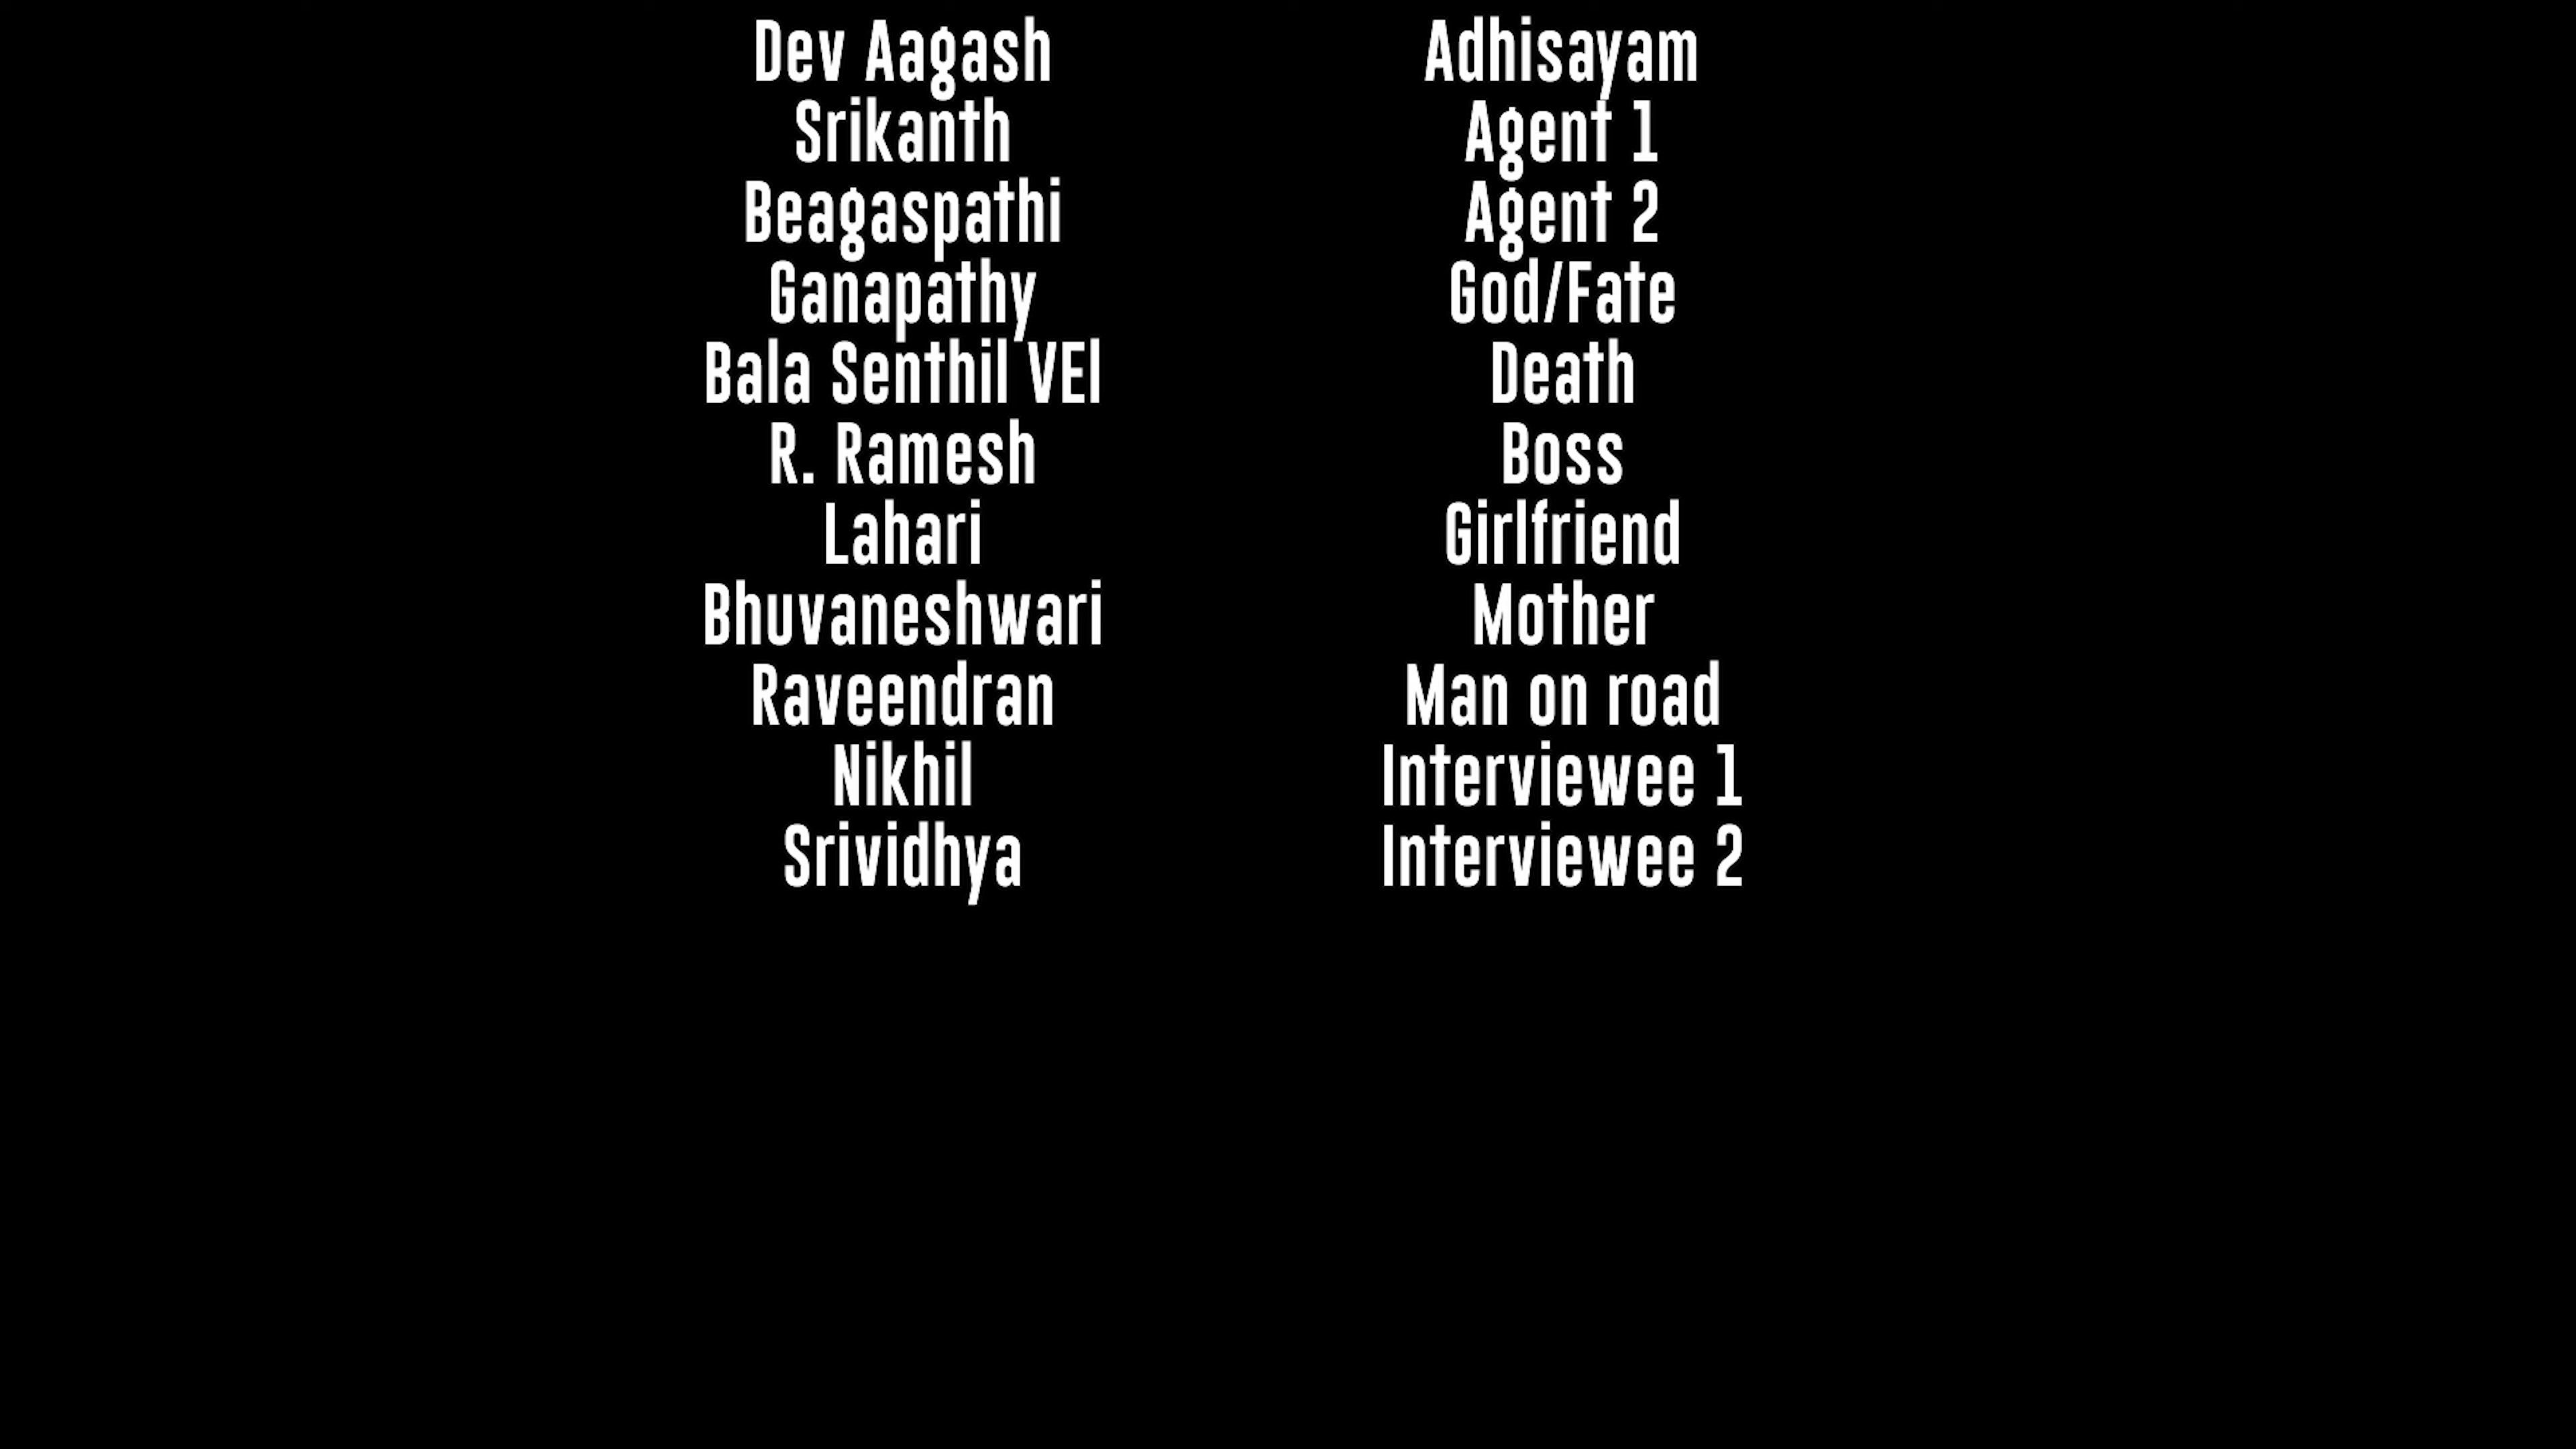 Dev Aagash Adhisayam
Srikanth Agent 1
Beagaspathi Agent 2
Ganapathy God/Fate
Bala Senthil VEl Death
R. Ramesh Boss
Lahari Girlfriend
Bhuvaneshwari Mother
Raveendran Man on road
Nikhil Interviewee 1
Srividhya Interviewee 2